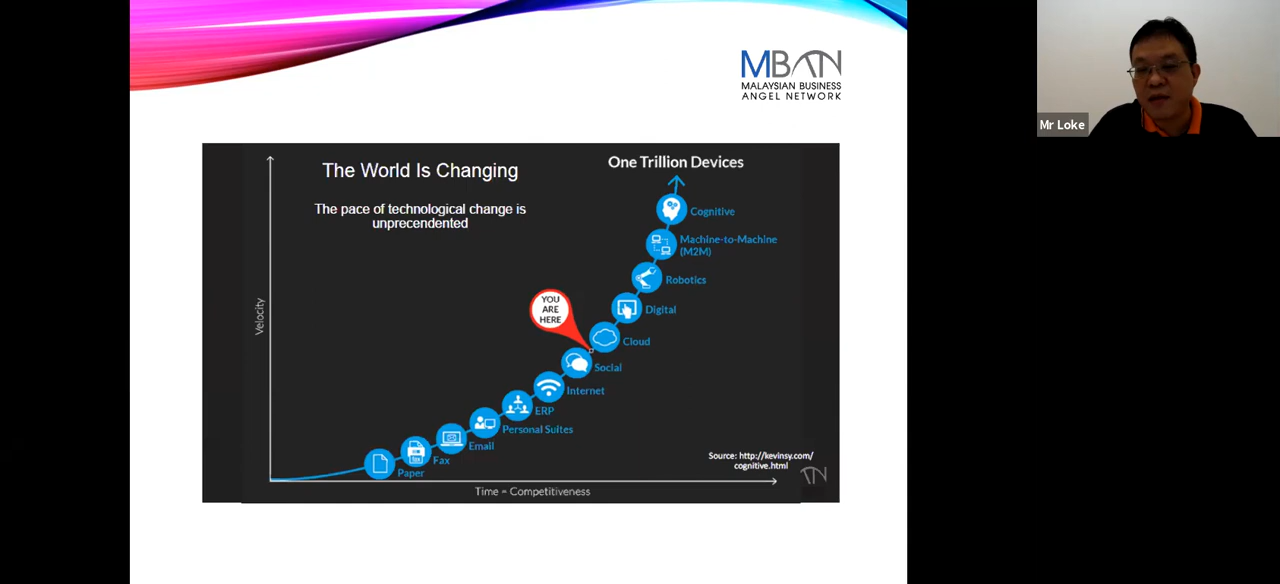 MBAN
MALAYSIAN BUSINESS
ANGEL NETWORK
Mr Loke
The World Is Changing
The pace of technological change is
unprecendented
One Trillion Devices
Cognitive
Machine-to-Machine
(M2M)
Robotics
YOU
ARE
HERE
Digital
Cloud
Social
Internet
ERP
Personal Suites
Email
Fax
Paper
Velocity
Time = Competitiveness
Source: http://kevinsy.com/
cognitive.html